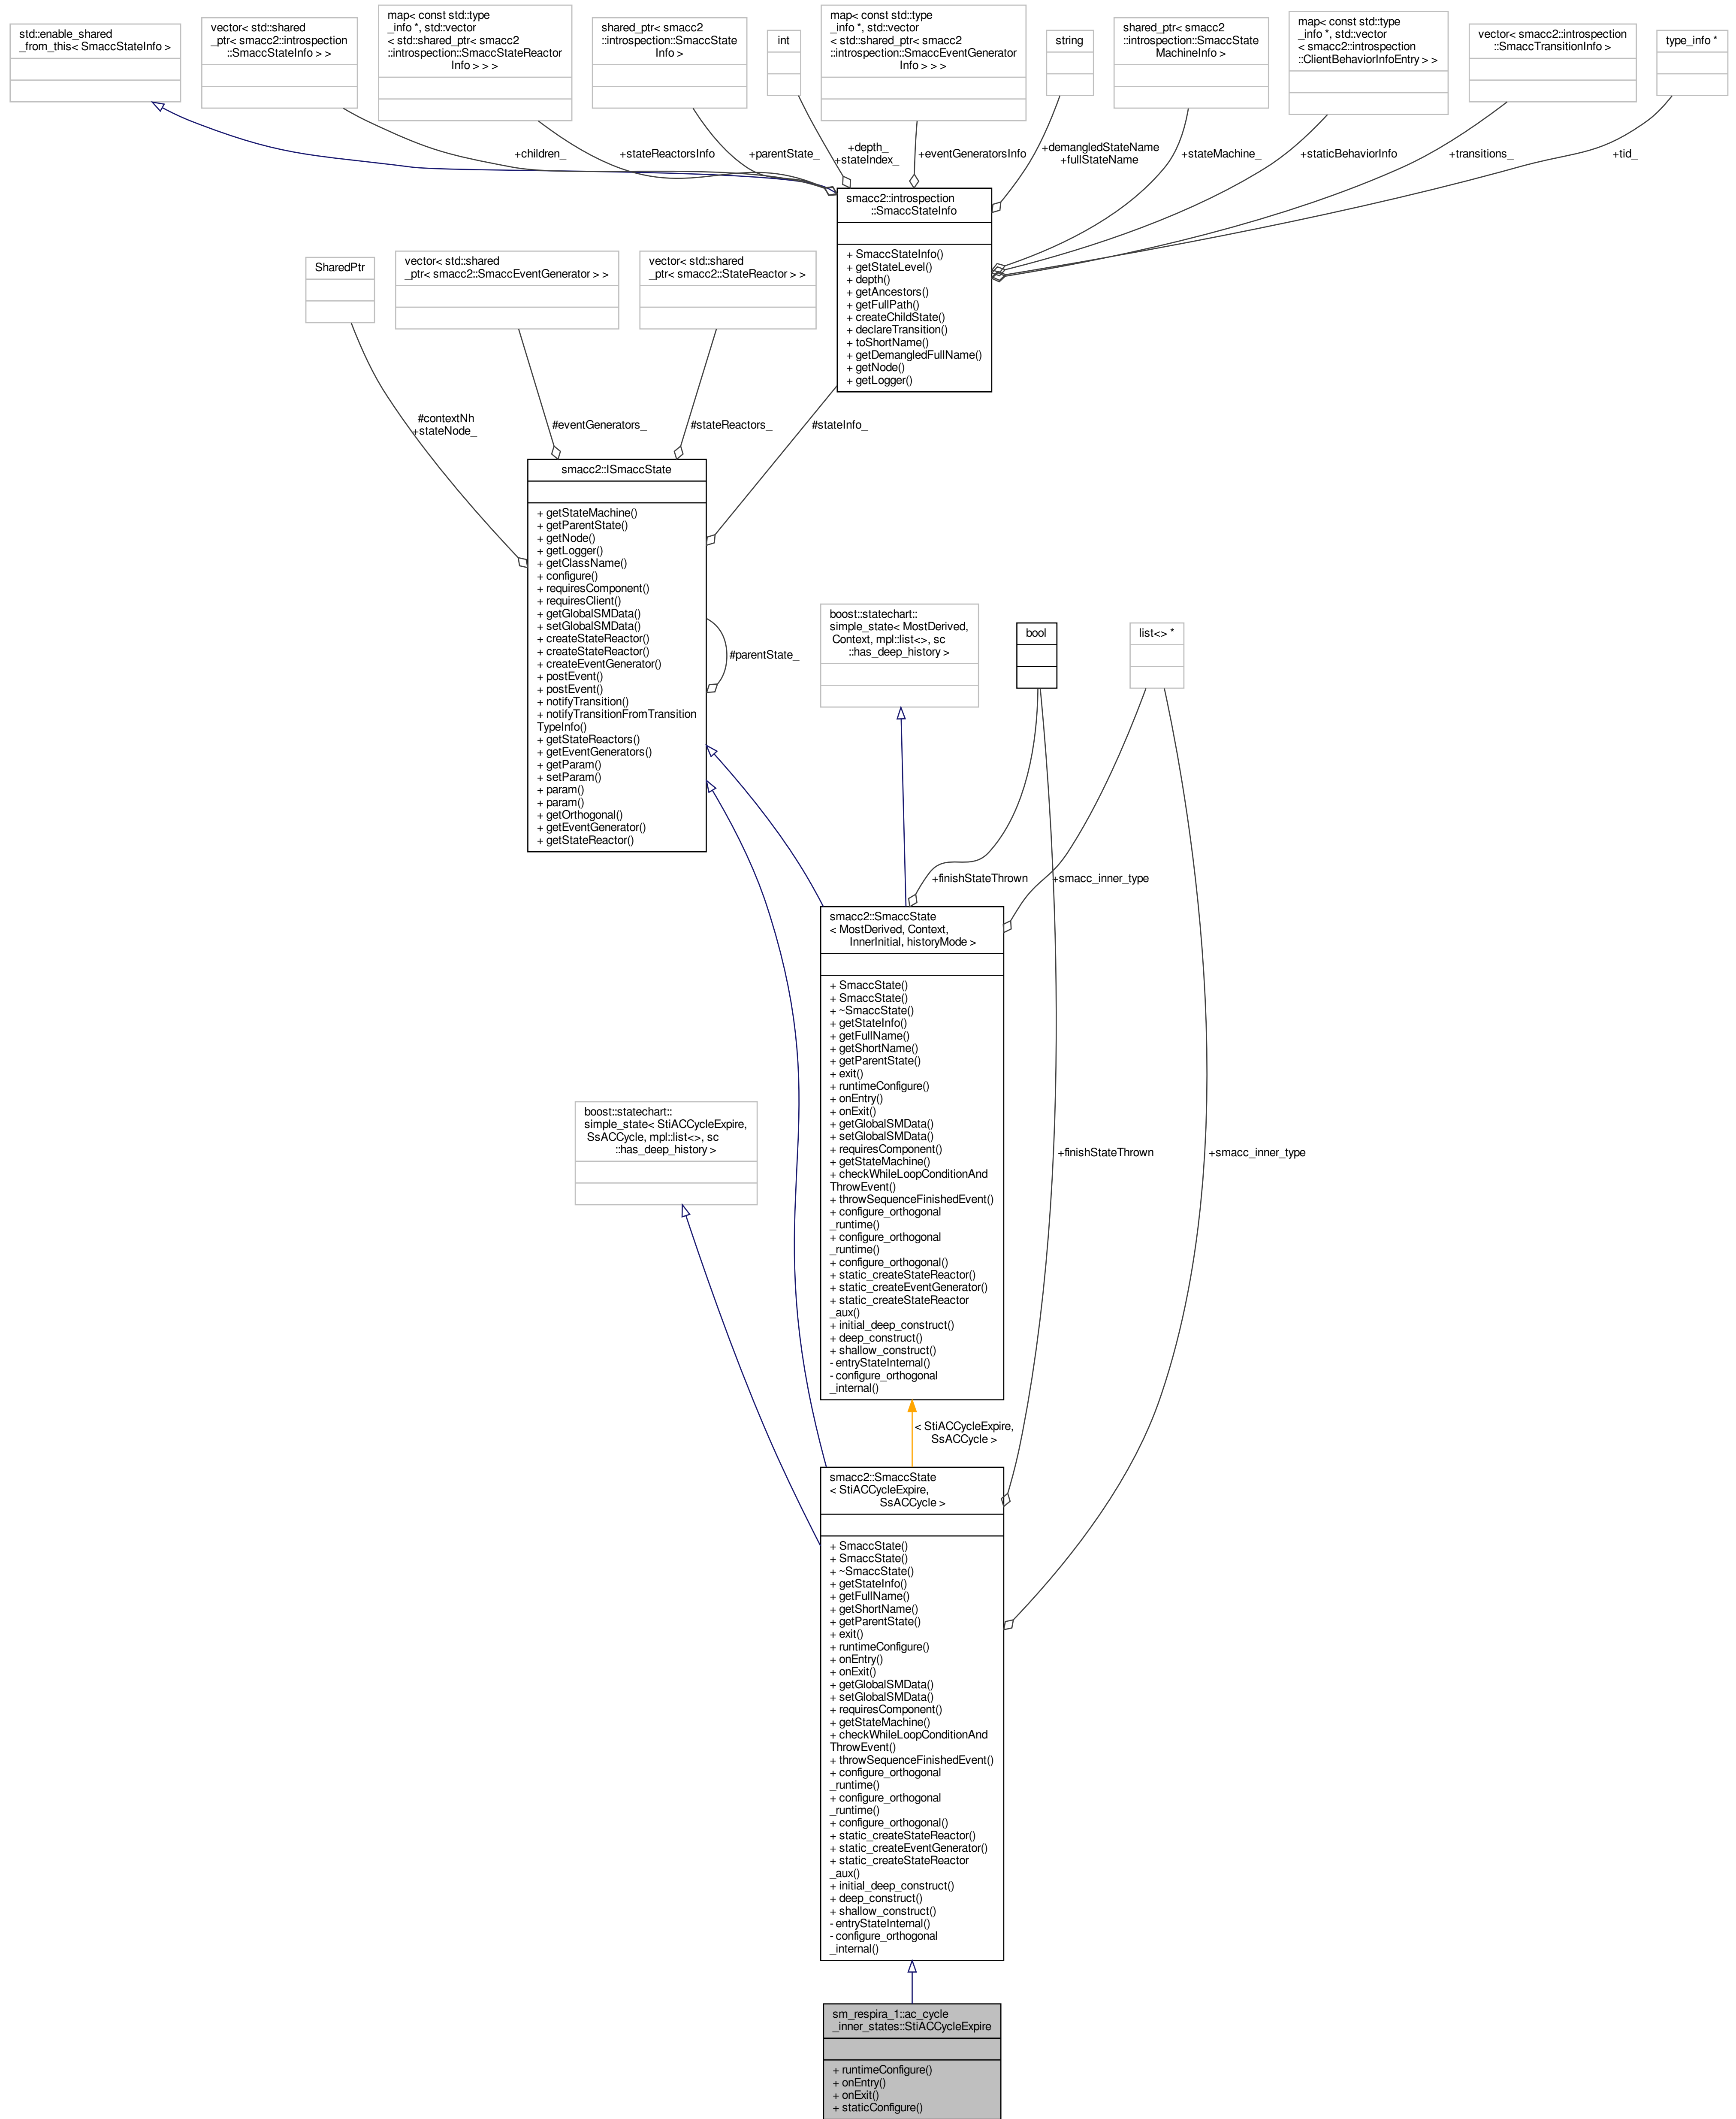 std::enable_shared
_from_this< SmaccStateInfo >
vector< std::shared
_ptr< smacc2::introspection
::SmaccStateInfo > >
map< const std::type
_info *, std::vector
< std::shared_ptr< smacc2
::introspection::SmaccStateReactor
Info > > >
shared_ptr< smacc2
::introspection::SmaccState
Info >
int
map< const std::type
_info *, std::vector
< std::shared_ptr< smacc2
::introspection::SmaccEventGenerator
Info > > >
string
shared_ptr< smacc2
::introspection::SmaccState
MachineInfo >
map< const std::type
_info *, std::vector
< smacc2::introspection
::ClientBehaviorInfoEntry > >
vector< smacc2::introspection
::SmaccTransitionInfo >
type_info *
+children_
+stateReactorsInfo
+parentState_
+depth_
+stateIndex_
+eventGeneratorsInfo
+demangledStateName
+fullStateName
+stateMachine_
+staticBehaviorInfo
+transitions_
+tid_
smacc2::introspection
::SmaccStateInfo
+ SmaccStateInfo()
+ getStateLevel()
+ depth()
+ getAncestors()
+ getFullPath()
+ createChildState()
+ declareTransition()
+ toShortName()
+ getDemangledFullName()
+ getNode()
+ getLogger()
SharedPtr
vector< std::shared
_ptr< smacc2::SmaccEventGenerator > >
vector< std::shared
_ptr< smacc2::StateReactor > >
#contextNh
+stateNode_
#eventGenerators_
#stateReactors_
#stateInfo_
smacc2::ISmaccState
+ getStateMachine()
+ getParentState()
+ getNode()
+ getLogger()
+ getClassName()
+ configure()
+ requiresComponent()
+ requiresClient()
+ getGlobalSMData()
+ setGlobalSMData()
+ createStateReactor()
+ createStateReactor()
+ createEventGenerator()
+ postEvent()
+ postEvent()
+ notifyTransition()
+ notifyTransitionFromTransition
TypeInfo()
+ getStateReactors()
+ getEventGenerators()
+ getParam()
+ setParam()
+ param()
+ param()
+ getOrthogonal()
+ getEventGenerator()
+ getStateReactor()
#parentState_
boost::statechart::
simple_state< MostDerived,
Context, mpl::list<>, sc
::has_deep_history >
bool
list<> *
+finishStateThrown
+smacc_inner_type
smacc2::SmaccState
< MostDerived, Context,
InnerInitial, historyMode >
+ SmaccState()
+ SmaccState()
+ ~SmaccState()
+ getStateInfo()
+ getFullName()
+ getShortName()
+ getParentState()
+ exit()
+ runtimeConfigure()
+ onEntry()
+ onExit()
+ getGlobalSMData()
+ setGlobalSMData()
+ requiresComponent()
+ getStateMachine()
+ checkWhileLoopConditionAnd
ThrowEvent()
+ throwSequenceFinishedEvent()
+ configure_orthogonal
_runtime()
+ configure_orthogonal
_runtime()
+ configure_orthogonal()
+ static_createStateReactor()
+ static_createEventGenerator()
+ static_createStateReactor
_aux()
+ initial_deep_construct()
+ deep_construct()
+ shallow_construct()
- entryStateInternal()
- configure_orthogonal
_internal()
boost::statechart::
simple_state< StiACCycleExpire,
SsACCycle, mpl::list<>, sc
::has_deep_history >
+finishStateThrown
+smacc_inner_type
< StiACCycleExpire,
SsACCycle >
smacc2::SmaccState
< StiACCycleExpire,
SsACCycle >
+ SmaccState()
+ SmaccState()
+ ~SmaccState()
+ getStateInfo()
+ getFullName()
+ getShortName()
+ getParentState()
+ exit()
+ runtimeConfigure()
+ onEntry()
+ onExit()
+ getGlobalSMData()
+ setGlobalSMData()
+ requiresComponent()
+ getStateMachine()
+ checkWhileLoopConditionAnd
ThrowEvent()
+ throwSequenceFinishedEvent()
+ configure_orthogonal
_runtime()
+ configure_orthogonal
_runtime()
+ configure_orthogonal()
+ static_createStateReactor()
+ static_createEventGenerator()
+ static_createStateReactor
_aux()
+ initial_deep_construct()
+ deep_construct()
+ shallow_construct()
- entryStateInternal()
- configure_orthogonal
_internal()
sm_respira_1::ac_cycle
_inner_states::StiACCycleExpire
+ runtimeConfigure()
+ onEntry()
+ onExit()
+ staticConfigure()